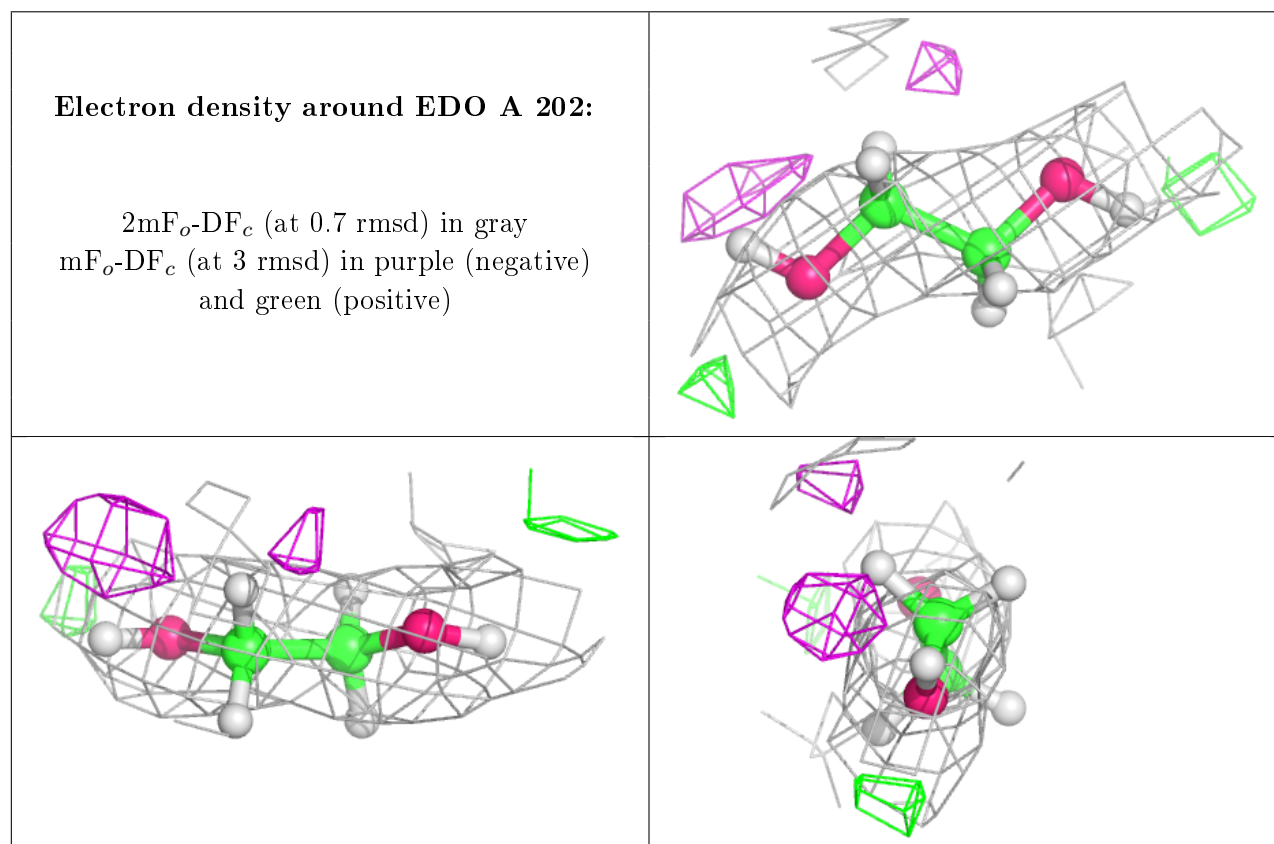 Electron density around EDO A 202:
2mFₒ-DF𝒸 (at 0.7 rmsd) in gray
mFₒ-DF𝒸 (at 3 rmsd) in purple (negative)
and green (positive)